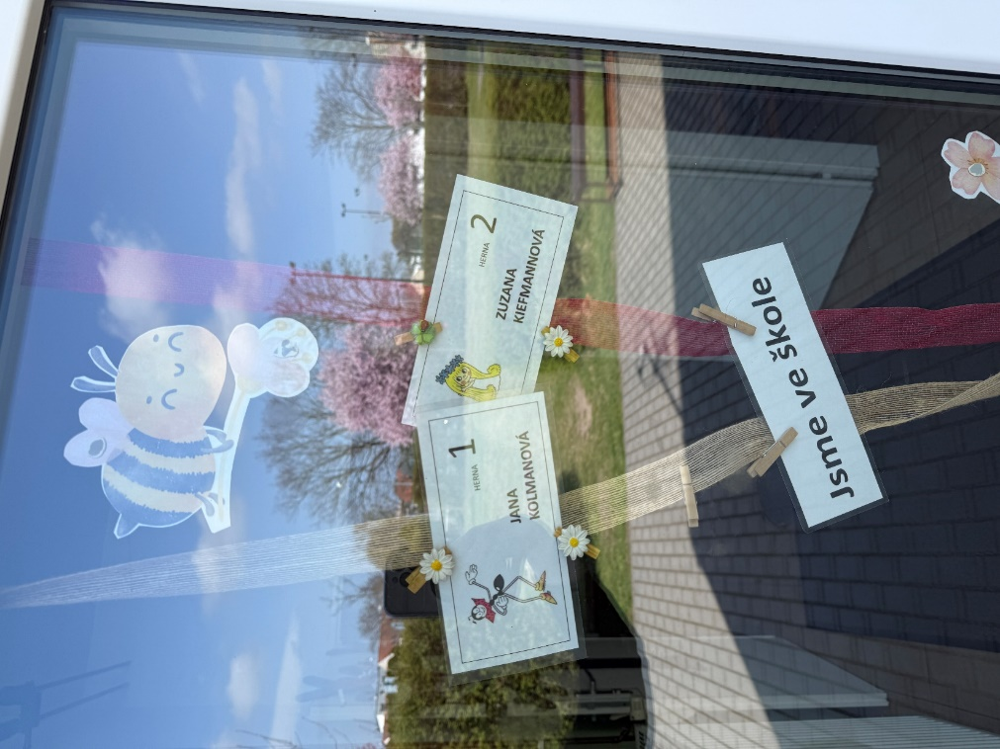 HERNA 2
ZUZANA
KIEFMANNOVÁ
HERNA 1
JANA
KOLMANOVÁ
Jsme ve škole